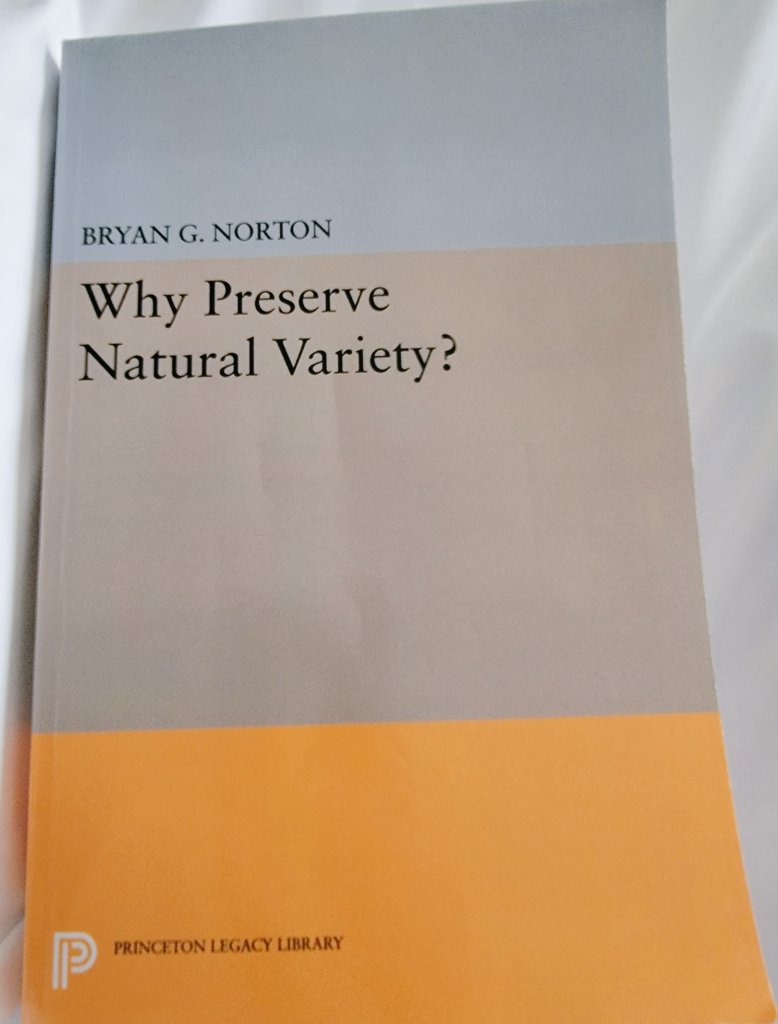 BRYAN G. NORTON
Why Preserve
Natural Variety?
PRINCETON LEGACY LIBRARY